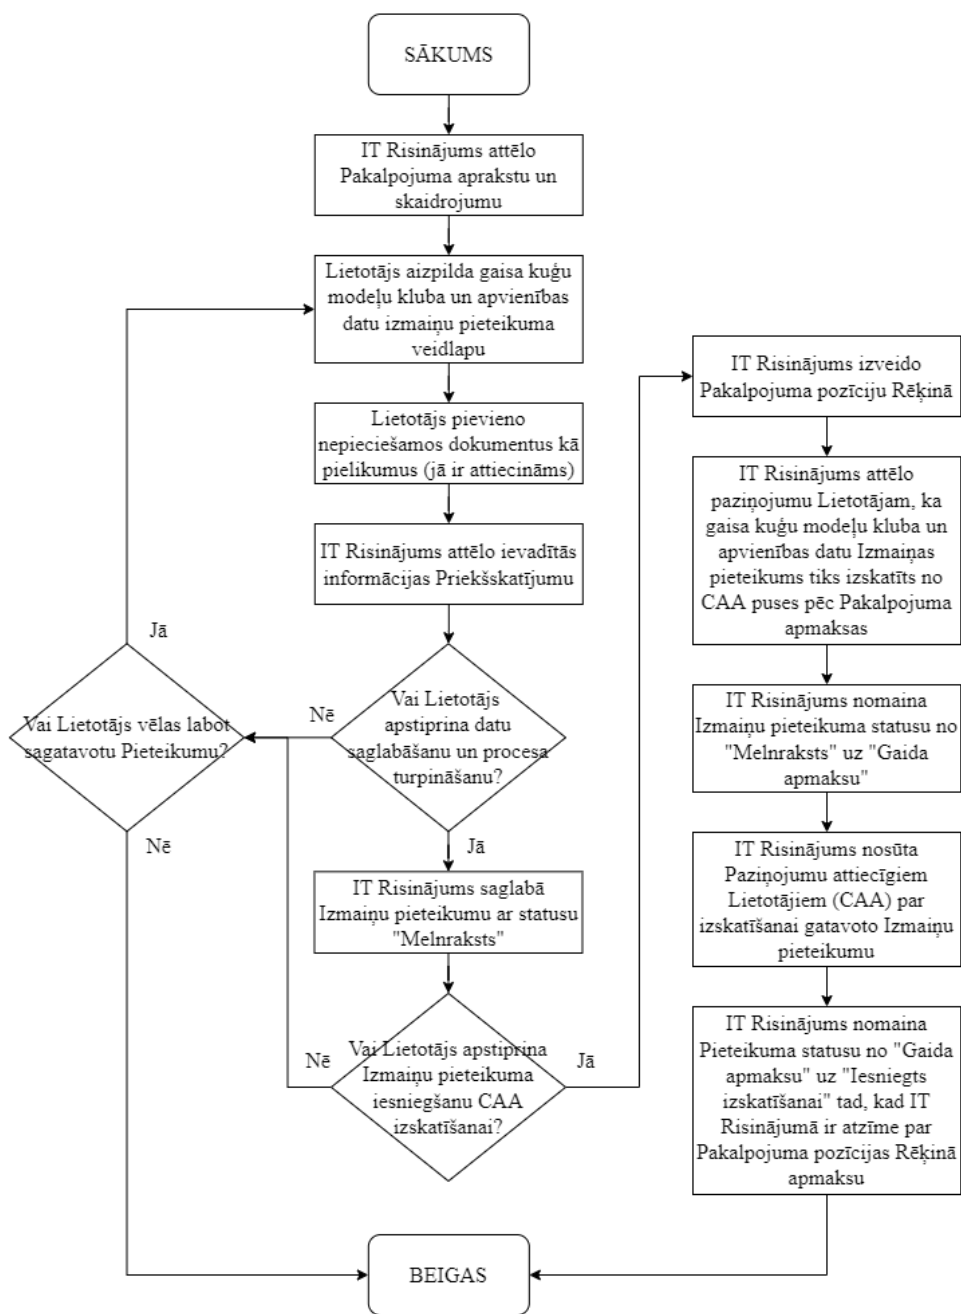 SĀKUMS
IT Risinājums attēlo
Pakalpojuma aprakstu un
skaidrojumu
Lietotājs aizpilda gaisa kuģu
modeļu kluba un apvienības
datu izmaiņu pieteikuma
veidlapu
Lietotājs pievieno
nepieciešamos dokumentus kā
pielikumus (jā ir attiecināms)
IT Risinājums attēlo ievadītās
informācijas Priekšskatījumu
Vai Lietotājs
apstiprina datu
saglabāšanu un procesa
turpināšanu?
Nē
Jā
Vai Lietotājs vēlas labot
sagatavotu Pieteikumu?
Jā
Nē
IT Risinājums saglabā
Izmaiņu pieteikumu ar statusu
"Melnraksts"
Vai Lietotājs apstiprina
Izmaiņu pieteikuma
iesniegšanu CAA
izskatīšanai?
Nē
Jā
IT Risinājums izveido
Pakalpojuma pozīciju Rēķinā
IT Risinājums attēlo
paziņojumu Lietotājam, ka
gaisa kuģu modeļu kluba un
apvienības datu Izmaiņas
pieteikums tiks izskatīts no
CAA puses pēc Pakalpojuma
apmaksas
IT Risinājums nomaina
Izmaiņu pieteikuma statusu no
"Melnraksts" uz "Gaida
apmaksu"
IT Risinājums nosūta
Paziņojumu attiecīgiem
Lietotājiem (CAA) par
izskatīšanai gatavoto Izmaiņu
pieteikumu
IT Risinājums nomaina
Pieteikuma statusu no "Gaida
apmaksu" uz "Iesniegts
izskatīšanai" tad, kad IT
Risinājumā ir atzīme par
Pakalpojuma pozīcijas Rēķinā
apmaksu
BEIGAS